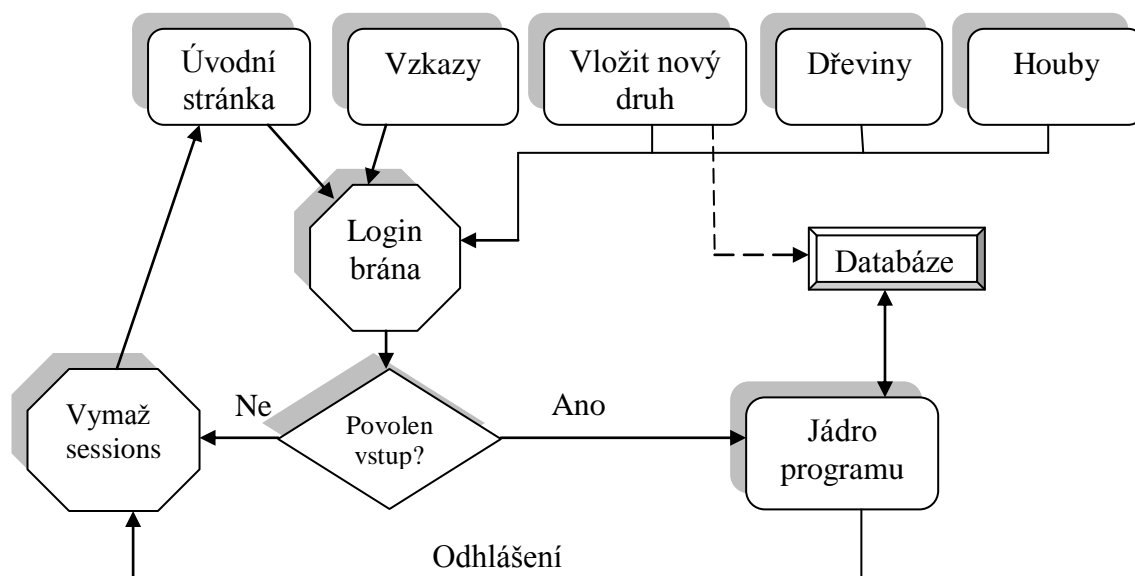 Úvodní
stránka
Vzkazy
Vložit nový
druh
Dřeviny
Houby
Login
brána
Databáze
Vymaž
sessions
Ne
Povolen
vstup?
Ano
Jádro
programu
Odhlášení